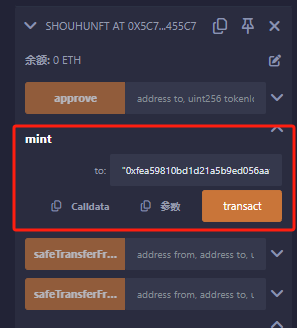 SHOUHUNFT AT 0X5C7...455C7
余额: 0 ETH
approve address to, uint256 tokenId
mint
to: "0xfea59810bd1d21a5b9ed056aa
Calldata 参数 transact
safeTransferFr... address from, address to, u
safeTransferFr... address from, address to, u